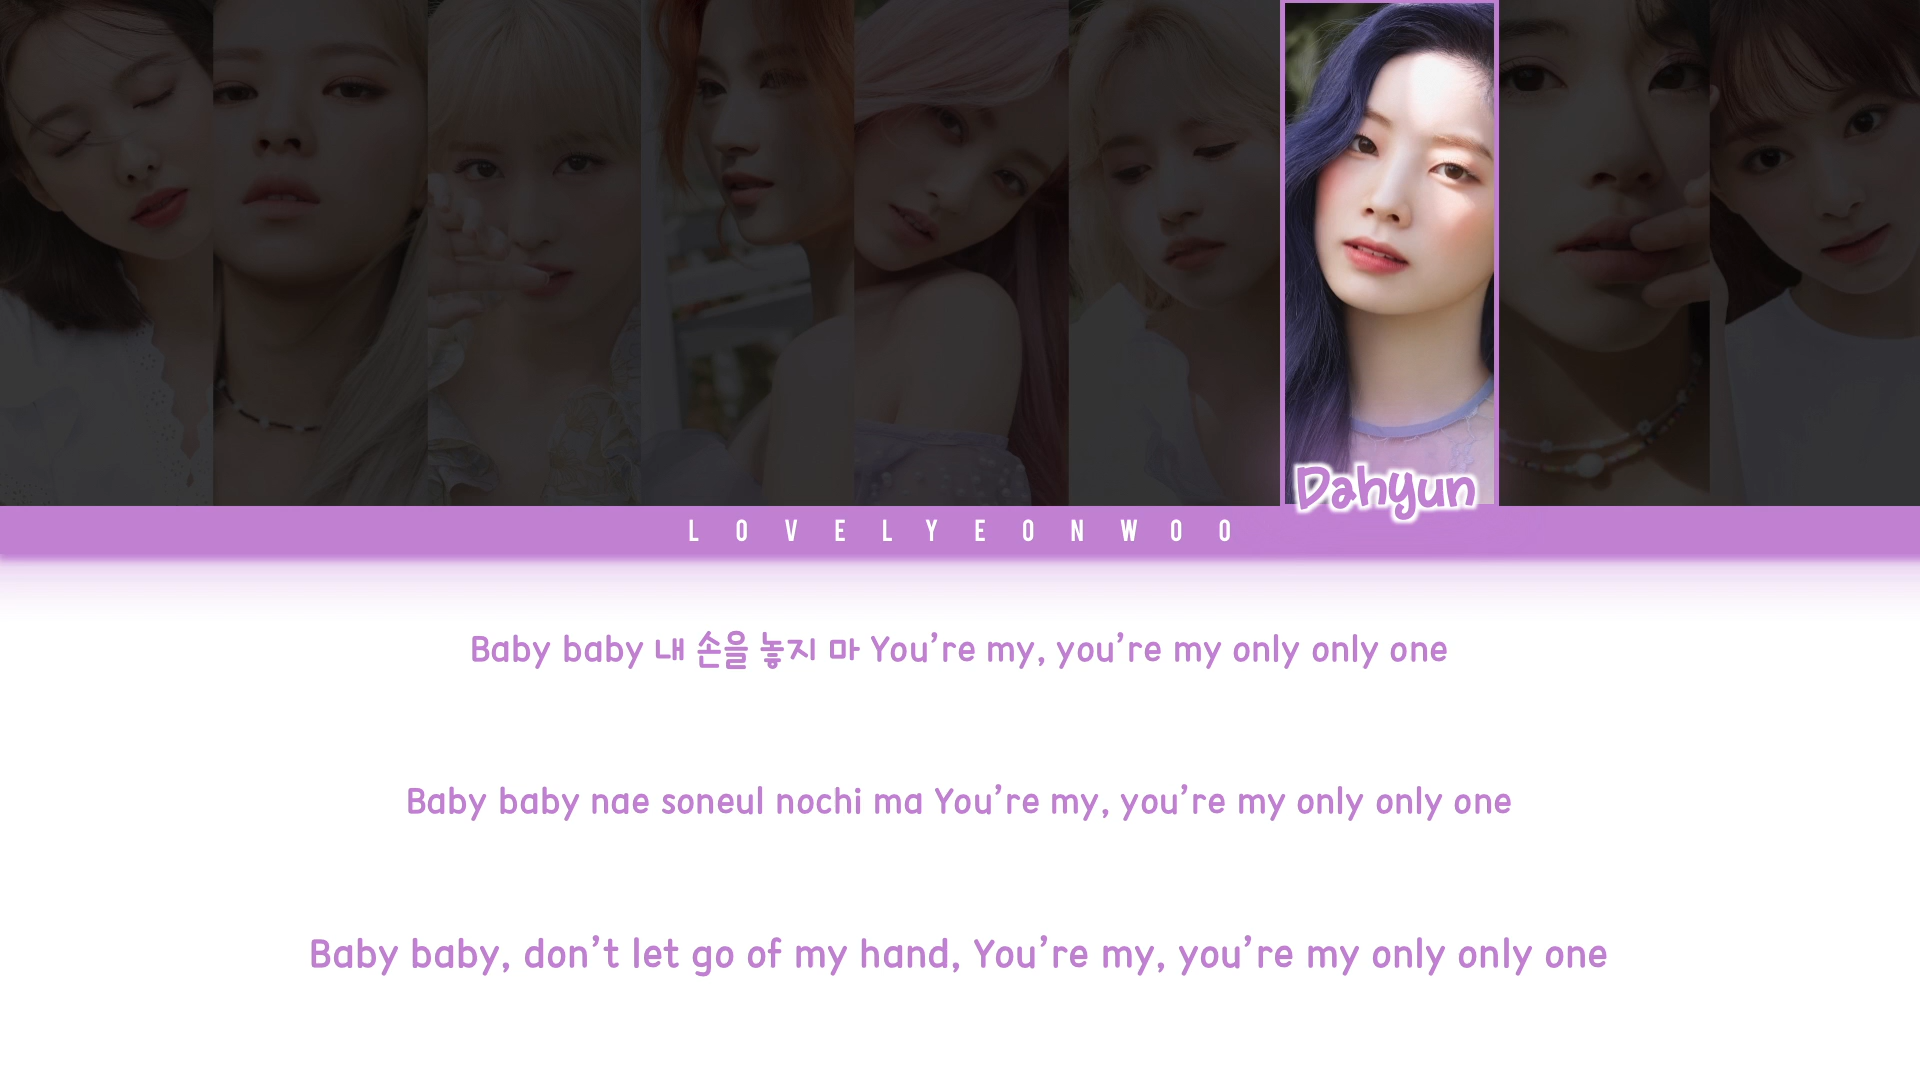 Dahyun
LOVELYEONWOO
Baby baby 내 손을 놓지 마 You’re my, you’re my only only one
Baby baby nae soneul nochi ma You’re my, you’re my only only one
Baby baby, don’t let go of my hand, You’re my, you’re my only only one